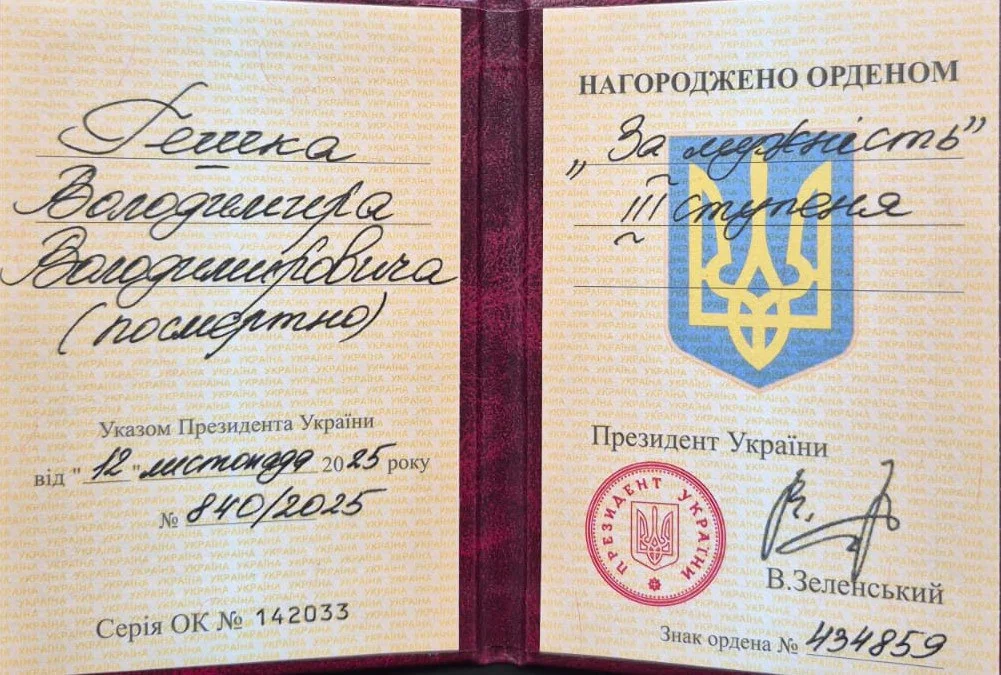 Гешка
Володимира
Володимировича
(посмертно)
Указом Президента України
від "12" листопада 2025 року
№ 840/2025
Серія ОК № 142033
НАГОРОДЖЕНО ОРДЕНОМ
„За мужність”
III ступеня
Президент України
ПРЕЗИДЕНТ УКРАЇНИ
В.Зеленський
Знак ордена № 434859